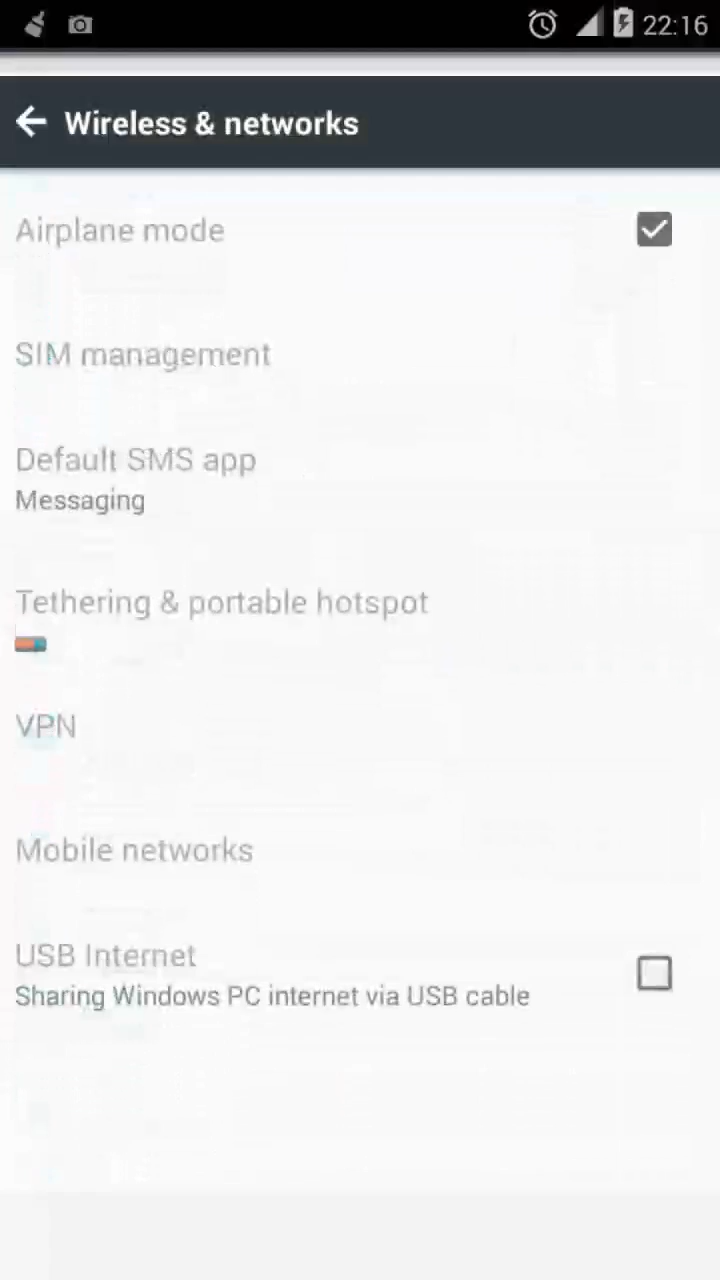 22:16
Wireless & networks
Airplane mode
SIM management
Default SMS app
Messaging
Tethering & portable hotspot
VPN
Mobile networks
USB Internet
Sharing Windows PC internet via USB cable